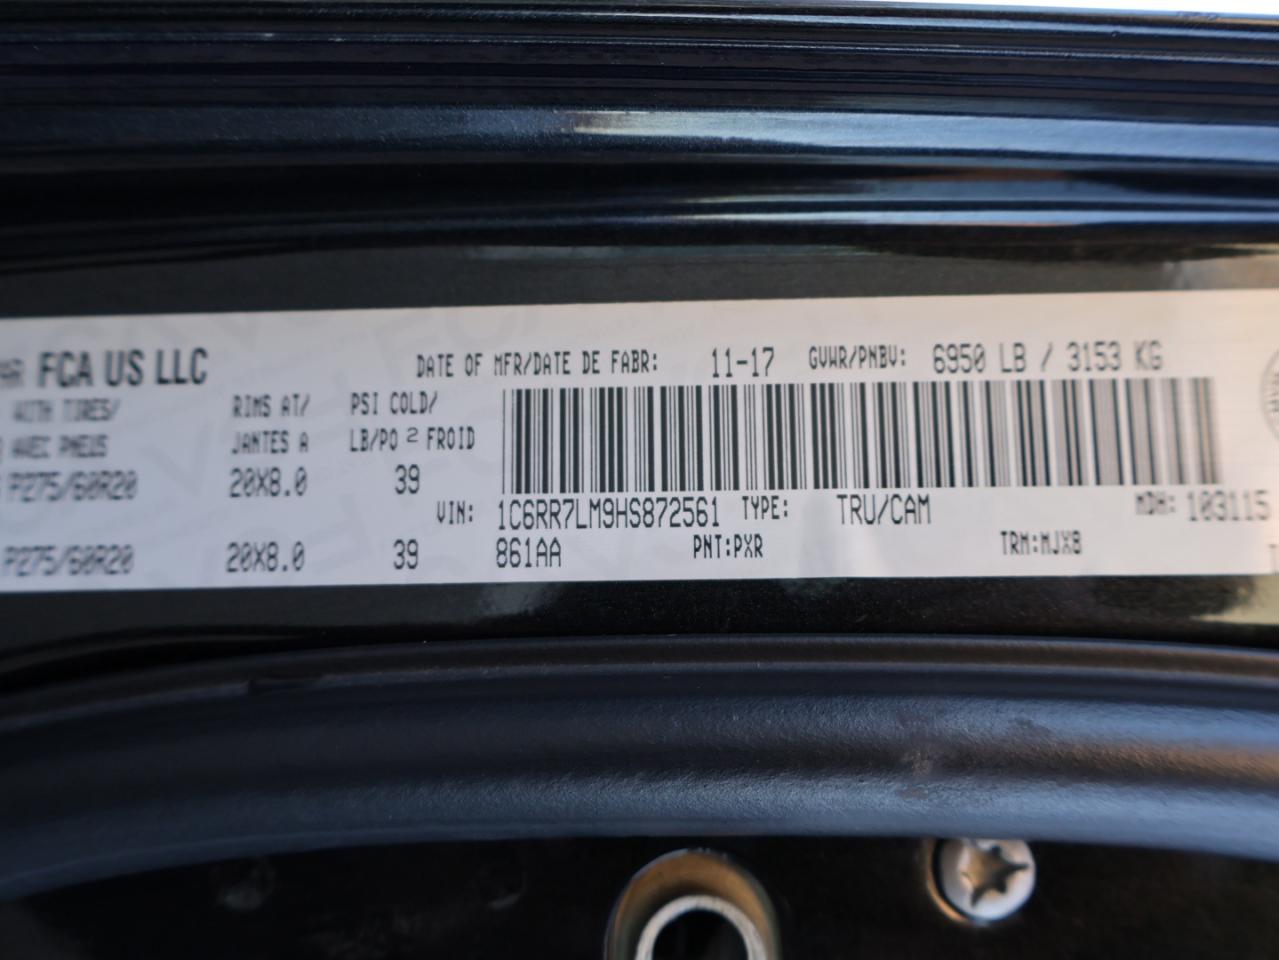 FCA US LLC DATE OF MFR/DATE DE FABR: 11-17 GVWR/PNBV: 6950 LB / 3153 KG
WITH TIRES/ RIMS AT/ PSI COLD/
AVEC PNEUS JANTES A LB/PO 2 FROID
P275/60R20 20X8.0 39
VIN: 1C6RR7LM9HS872561 TYPE: TRU/CAM MDH: 103115
P275/60R20 20X8.0 39 861AA PNT:PXR TRM:MJXB